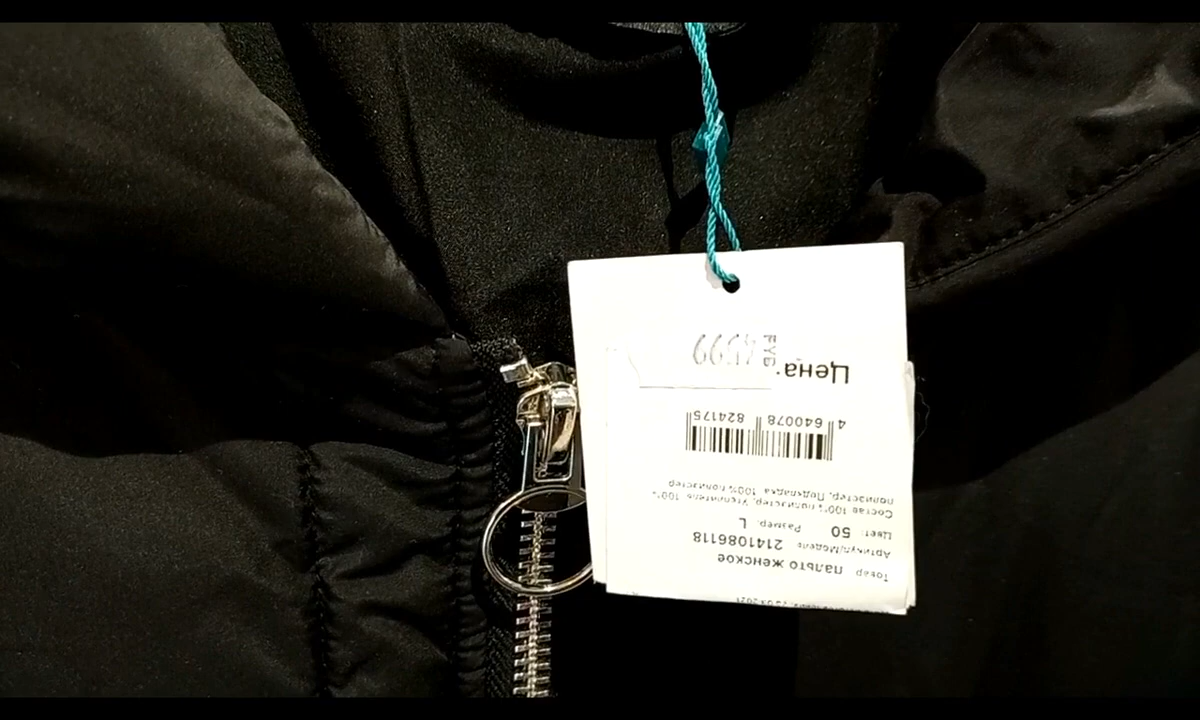 Товар пальто женское
Артикул/Модель 2141086118
Цвет: 50 Размер: L
Состав 100% полиэстер, Утеплитель: 100%
полиэстер, Подкладка 100% полиэстер
4 640078 824175
Цена:
РУБ